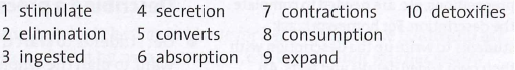 1 stimulate 4 secretion 7 contractions 10 detoxifies
2 elimination 5 converts 8 consumption
3 ingested 6 absorption 9 expand